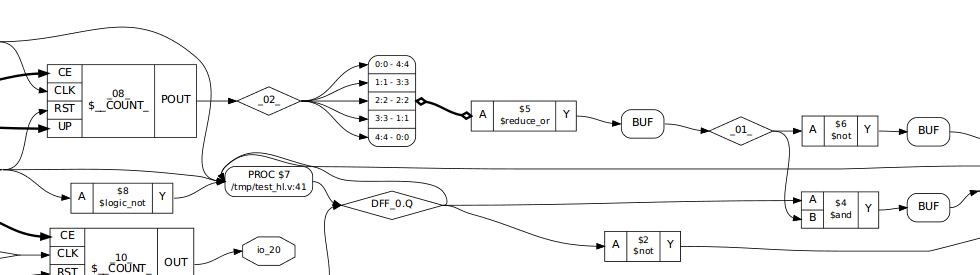 CE
CLK
RST
UP
_08_
$__COUNT_
POUT
_02_
0:0 - 4:4
1:1 - 3:3
2:2 - 2:2
3:3 - 1:1
4:4 - 0:0
A
$5
$reduce_or
Y
BUF
_01_
A
$6
$not
Y
BUF
A
$8
$logic_not
Y
PROC $7
/tmp/test_hl.v:41
DFF_0.Q
A
B
$4
$and
Y
BUF
A
$2
$not
Y
CE
CLK
RST
_10_
$__COUNT_
OUT
io_20